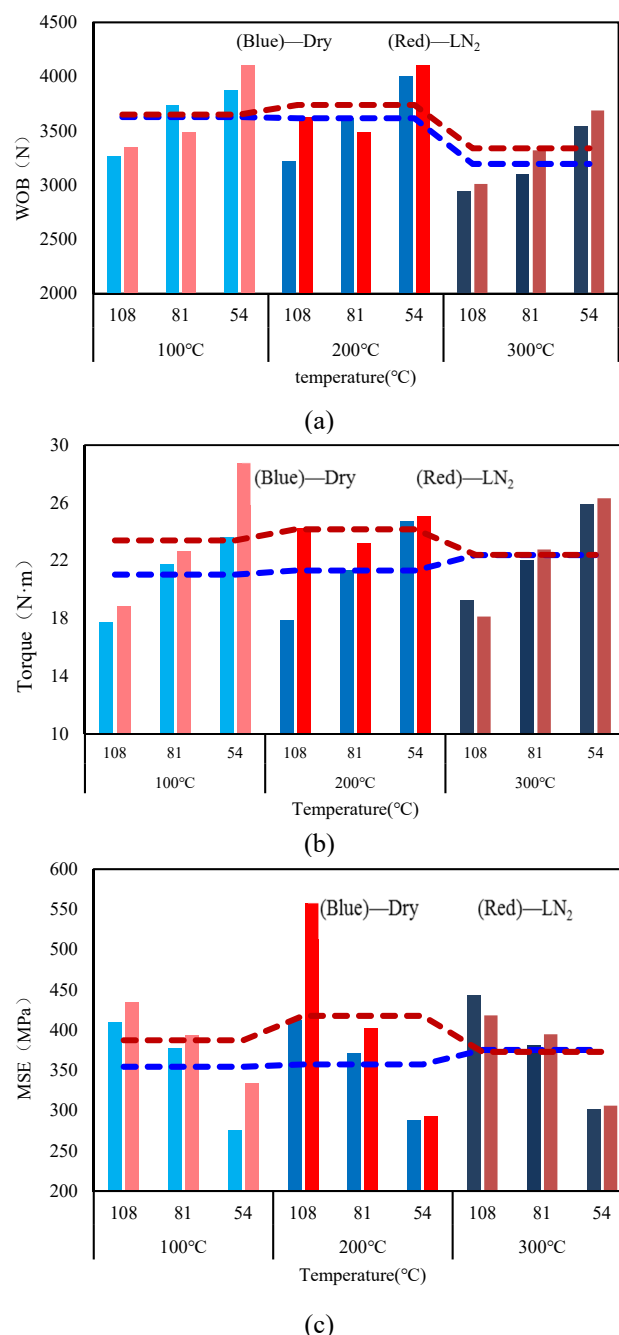 4500
(Blue)—Dry (Red)—LN₂
4000
3500
3000
2500
2000
WOB（N）
108 81 54 108 81 54 108 81 54
100℃ 200℃ 300℃
temperature(℃)
(a)
30
(Blue)—Dry (Red)—LN₂
26
22
18
14
10
Torque（N·m）
108 81 54 108 81 54 108 81 54
100℃ 200℃ 300℃
Temperature(℃)
(b)
600
550
(Blue)—Dry (Red)—LN₂
500
450
400
350
300
250
200
MSE（MPa）
108 81 54 108 81 54 108 81 54
100℃ 200℃ 300℃
Temperature(℃)
(c)